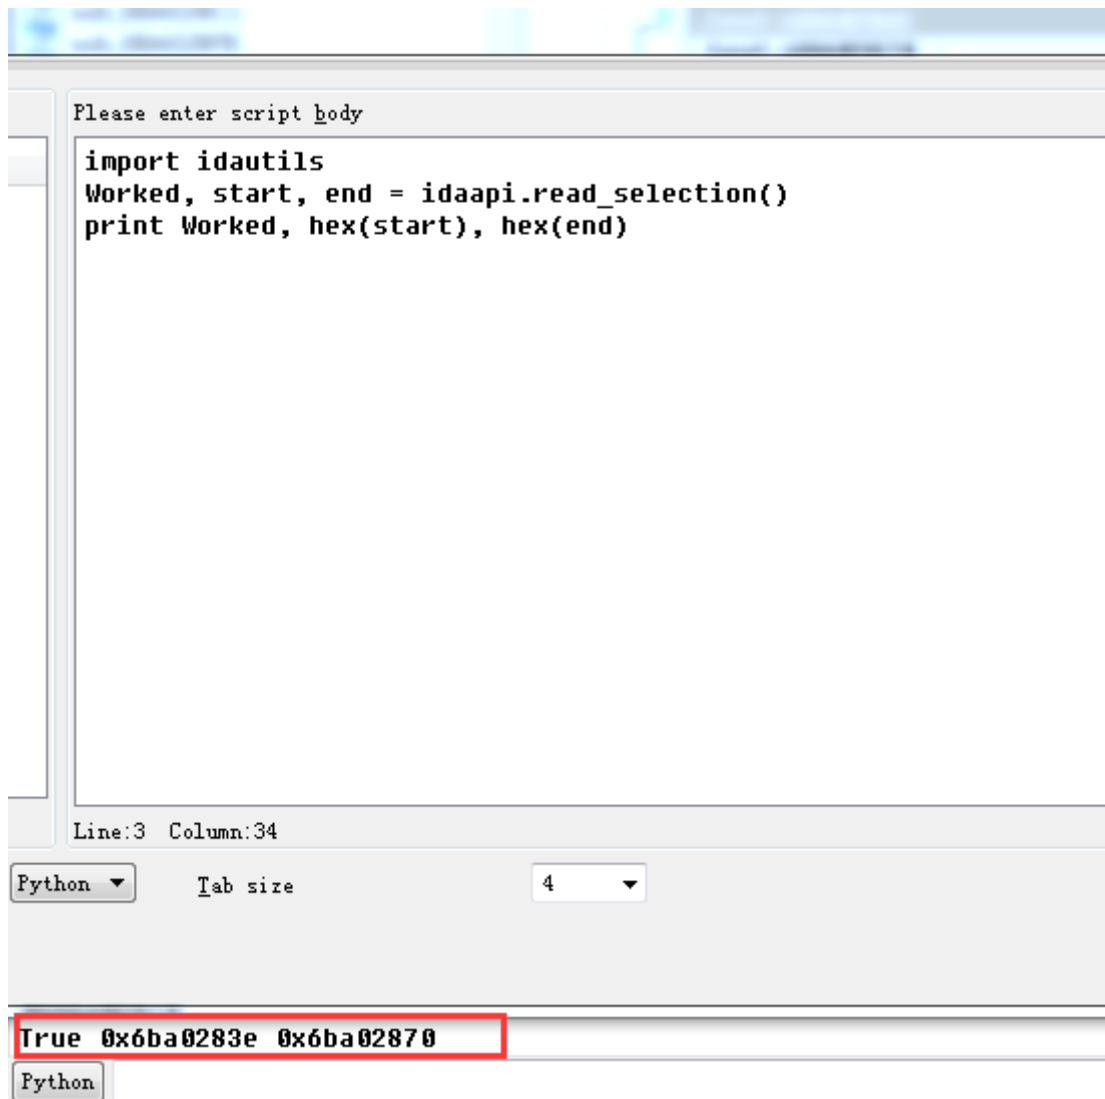 Please enter script body
import idautils
Worked, start, end = idaapi.read_selection()
print Worked, hex(start), hex(end)
Line:3 Column:34
Python Tab size 4
True 0x6ba0283e 0x6ba02870
Python